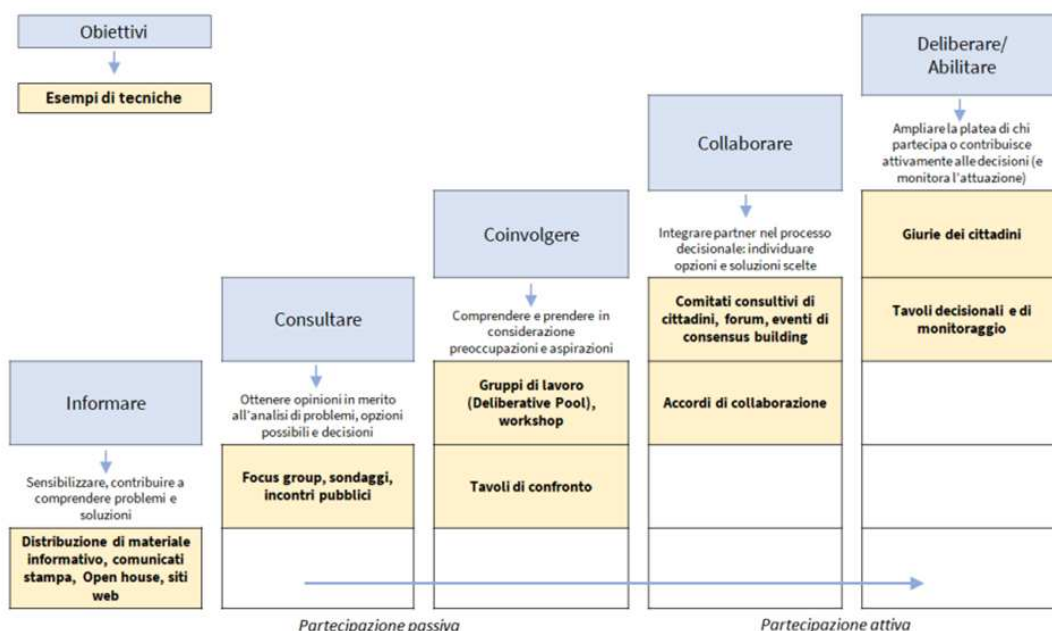 Obiettivi
Esempi di tecniche
Informare
Sensibilizzare, contribuire a
comprendere problemi e
soluzioni
Distribuzione di materiale
informativo, comunicati
stampa, Open house, siti
web
Consultare
Ottenere opinioni in merito
all'analisi di problemi, opzioni
possibili e decisioni
Focus group, sondaggi,
incontri pubblici
Coinvolgere
Comprendere e prendere in
considerazione
preoccupazioni e aspirazioni
Gruppi di lavoro
(Deliberative Pool),
workshop
Tavoli di confronto
Collaborare
Integrare partner nel processo
decisionale: individuare
opzioni e soluzioni scelte
Comitati consultivi di
cittadini, forum, eventi di
consensus building
Accordi di collaborazione
Deliberare/
Abilitare
Ampliare la platea di chi
partecipa o contribuisce
attivamente alle decisioni (e
monitora l'attuazione)
Giurie dei cittadini
Tavoli decisionali e di
monitoraggio
Partecipazione passiva
Partecipazione attiva